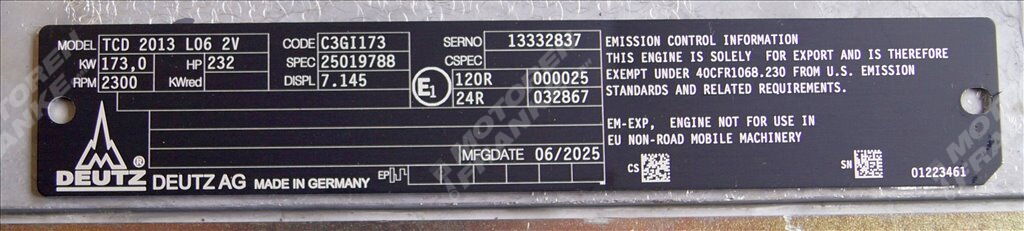 MODEL TCD 2013 L06 2V CODE C3GI173 SERNO 13332837
KW 173,0 HP 232 SPEC 25019788 CSPEC
RPM 2300 KWred DISPL 7.145 E1 120R 000025
24R 032867
MFGDATE 06/2025
EP
DEUTZ ® DEUTZ AG MADE IN GERMANY
EMISSION CONTROL INFORMATION
THIS ENGINE IS SOLELY FOR EXPORT AND IS THEREFORE
EXEMPT UNDER 40CFR1068.230 FROM U.S. EMISSION
STANDARDS AND RELATED REQUIREMENTS.
EM-EXP, ENGINE NOT FOR USE IN
EU NON-ROAD MOBILE MACHINERY
CS SN 01223461
MOTOREN
FRANKE